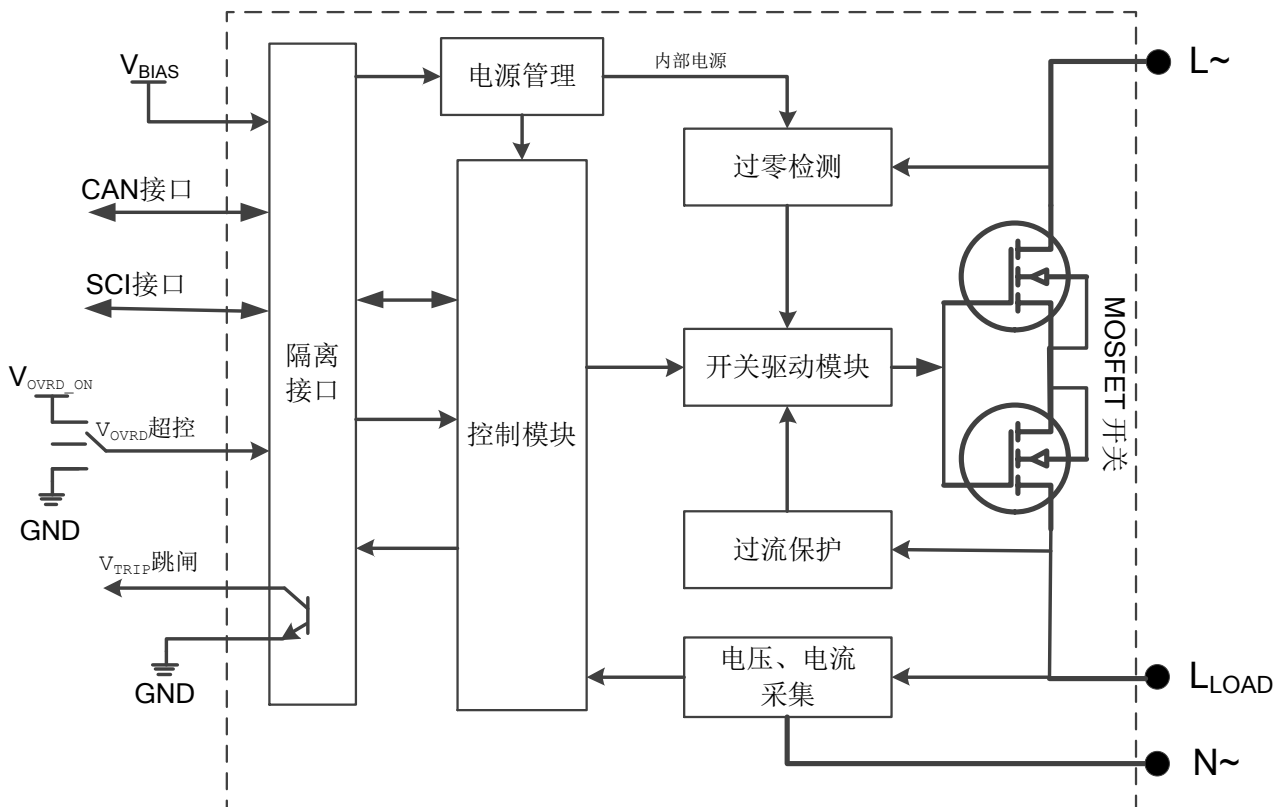 V_BIAS
CAN接口
SCI接口
V_OVRD_ON
V_OVRD超控
GND
V_TRIP跳闸
GND
隔离
接口
电源管理
内部电源
控制模块
过零检测
开关驱动模块
过流保护
电压、电流
采集
MOSFET 开关
L~
L_LOAD
N~